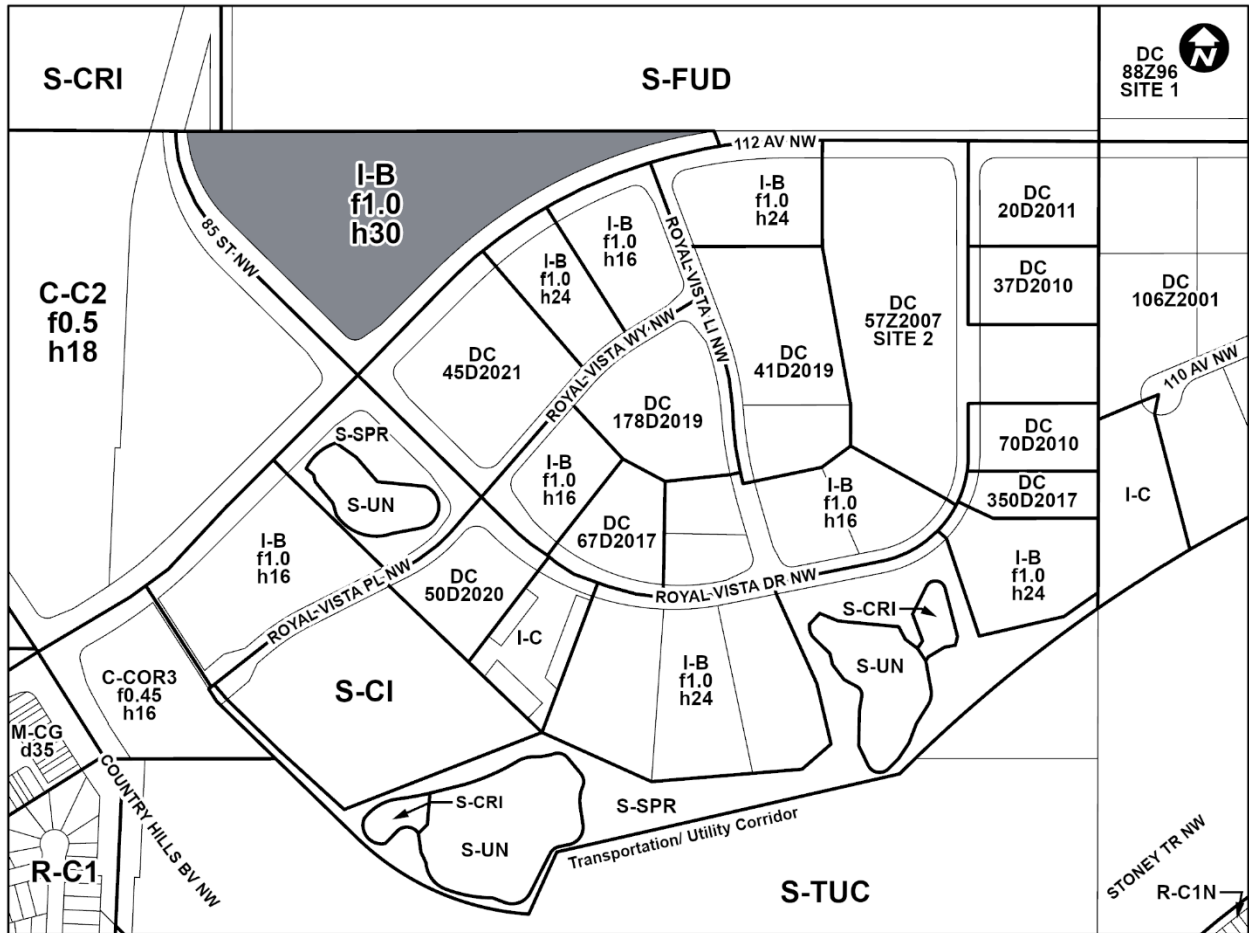 S-CRI
S-FUD
DC
88Z96
SITE 1
N
112 AV NW
I-B
f1.0
h30
I-B
f1.0
h24
DC
20D2011
I-B
f1.0
h16
85 ST NW
ROYAL VISTA LI NW
I-B
f1.0
h24
DC
37D2010
DC
106Z2001
C-C2
f0.5
h18
DC
57Z2007
SITE 2
DC
45D2021
ROYAL VISTA WY NW
DC
41D2019
110 AV NW
DC
178D2019
S-SPR
DC
70D2010
S-UN
I-B
f1.0
h16
DC
350D2017
I-B
f1.0
h16
I-C
DC
67D2017
I-B
f1.0
h16
I-B
f1.0
h24
DC
50D2020
ROYAL VISTA PL NW
ROYAL VISTA DR NW
S-CRI
I-C
S-UN
C-COR3
f0.45
h16
S-CI
I-B
f1.0
h24
M-CG
d35
COUNTRY HILLS BV NW
S-CRI
S-SPR
S-UN
Transportation/ Utility Corridor
STONEY TR NW
R-C1
S-TUC
R-C1N